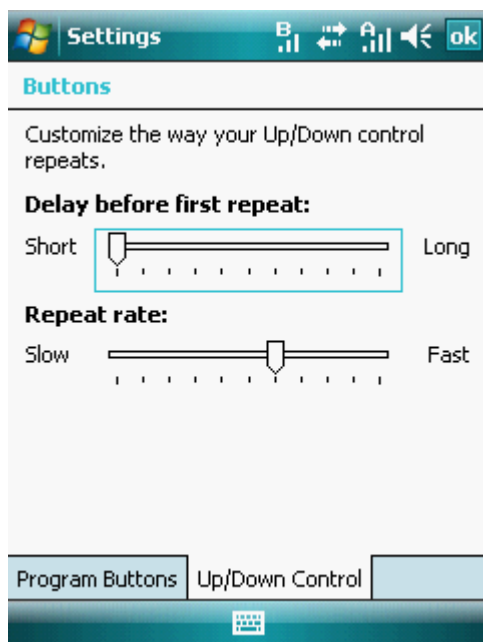 Settings
B
A
ok
Buttons
Customize the way your Up/Down control
repeats.
Delay before first repeat:
Short Long
Repeat rate:
Slow Fast
Program Buttons Up/Down Control